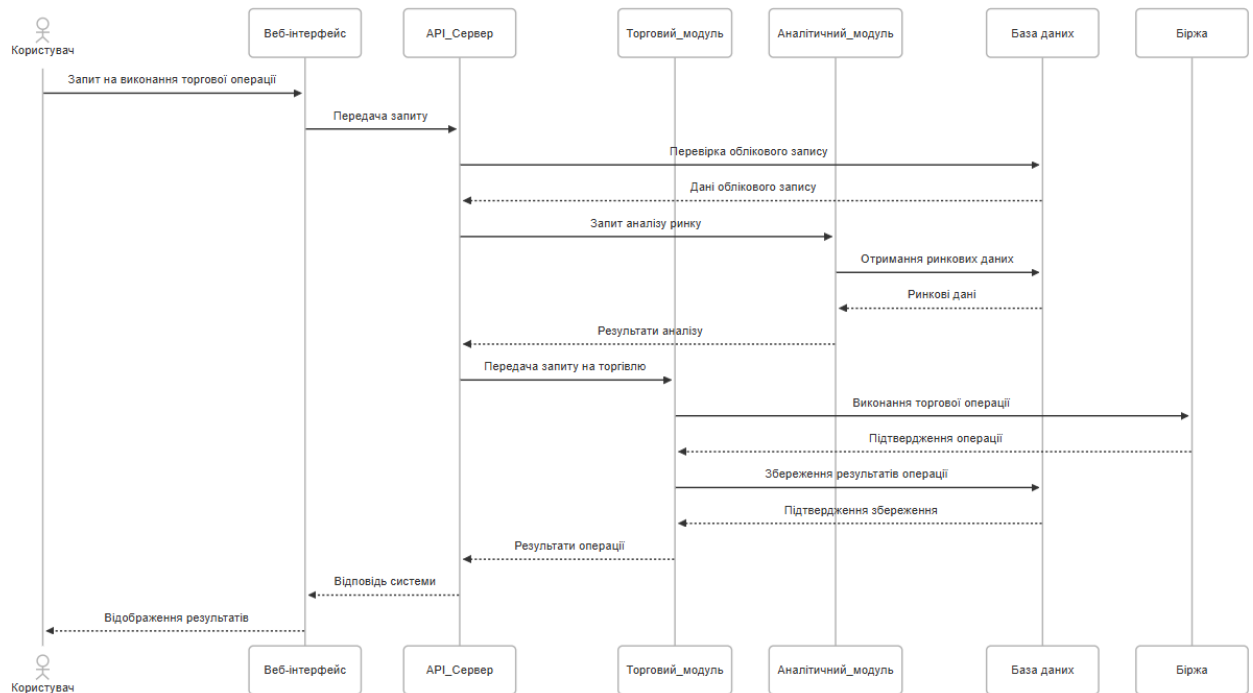 Користувач
Веб-інтерфейс
API_Сервер
Торговий_модуль
Аналітичний_модуль
База даних
Біржа
Запит на виконання торгової операції
Передача запиту
Перевірка облікового запису
Дані облікового запису
Запит аналізу ринку
Отримання ринкових даних
Ринкові дані
Результати аналізу
Передача запиту на торгівлю
Виконання торгової операції
Підтвердження операції
Збереження результатів операції
Підтвердження збереження
Результати операції
Відповідь системи
Відображення результатів
Користувач
Веб-інтерфейс
API_Сервер
Торговий_модуль
Аналітичний_модуль
База даних
Біржа